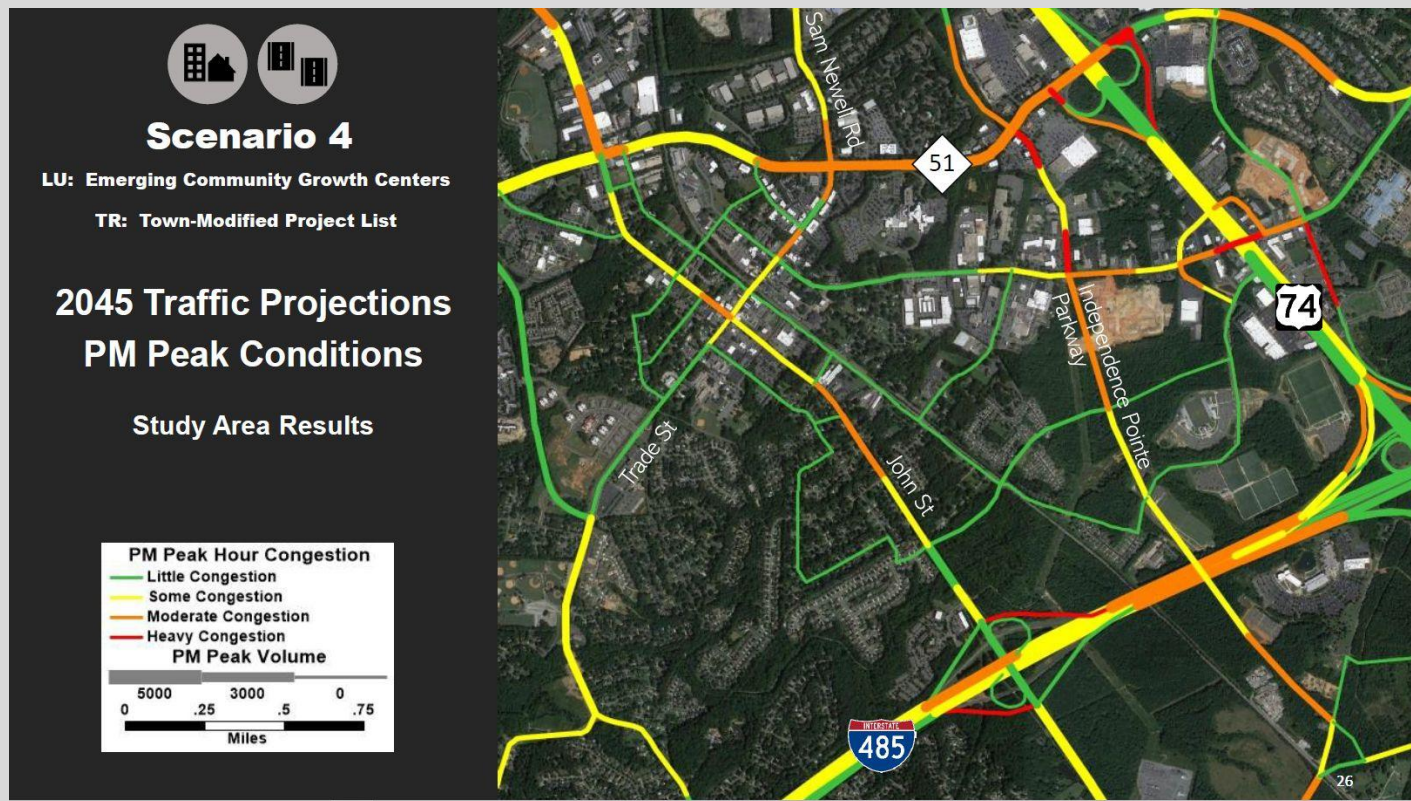 Scenario 4
LU: Emerging Community Growth Centers
TR: Town-Modified Project List
2045 Traffic Projections
PM Peak Conditions
Study Area Results
PM Peak Hour Congestion
Little Congestion
Some Congestion
Moderate Congestion
Heavy Congestion
PM Peak Volume
5000 3000 0
0 .25 .5 .75
Miles
Sam Newell Rd
51
74
Independence Pointe
Parkway
Trade St
John St
INTERSTATE
485
26